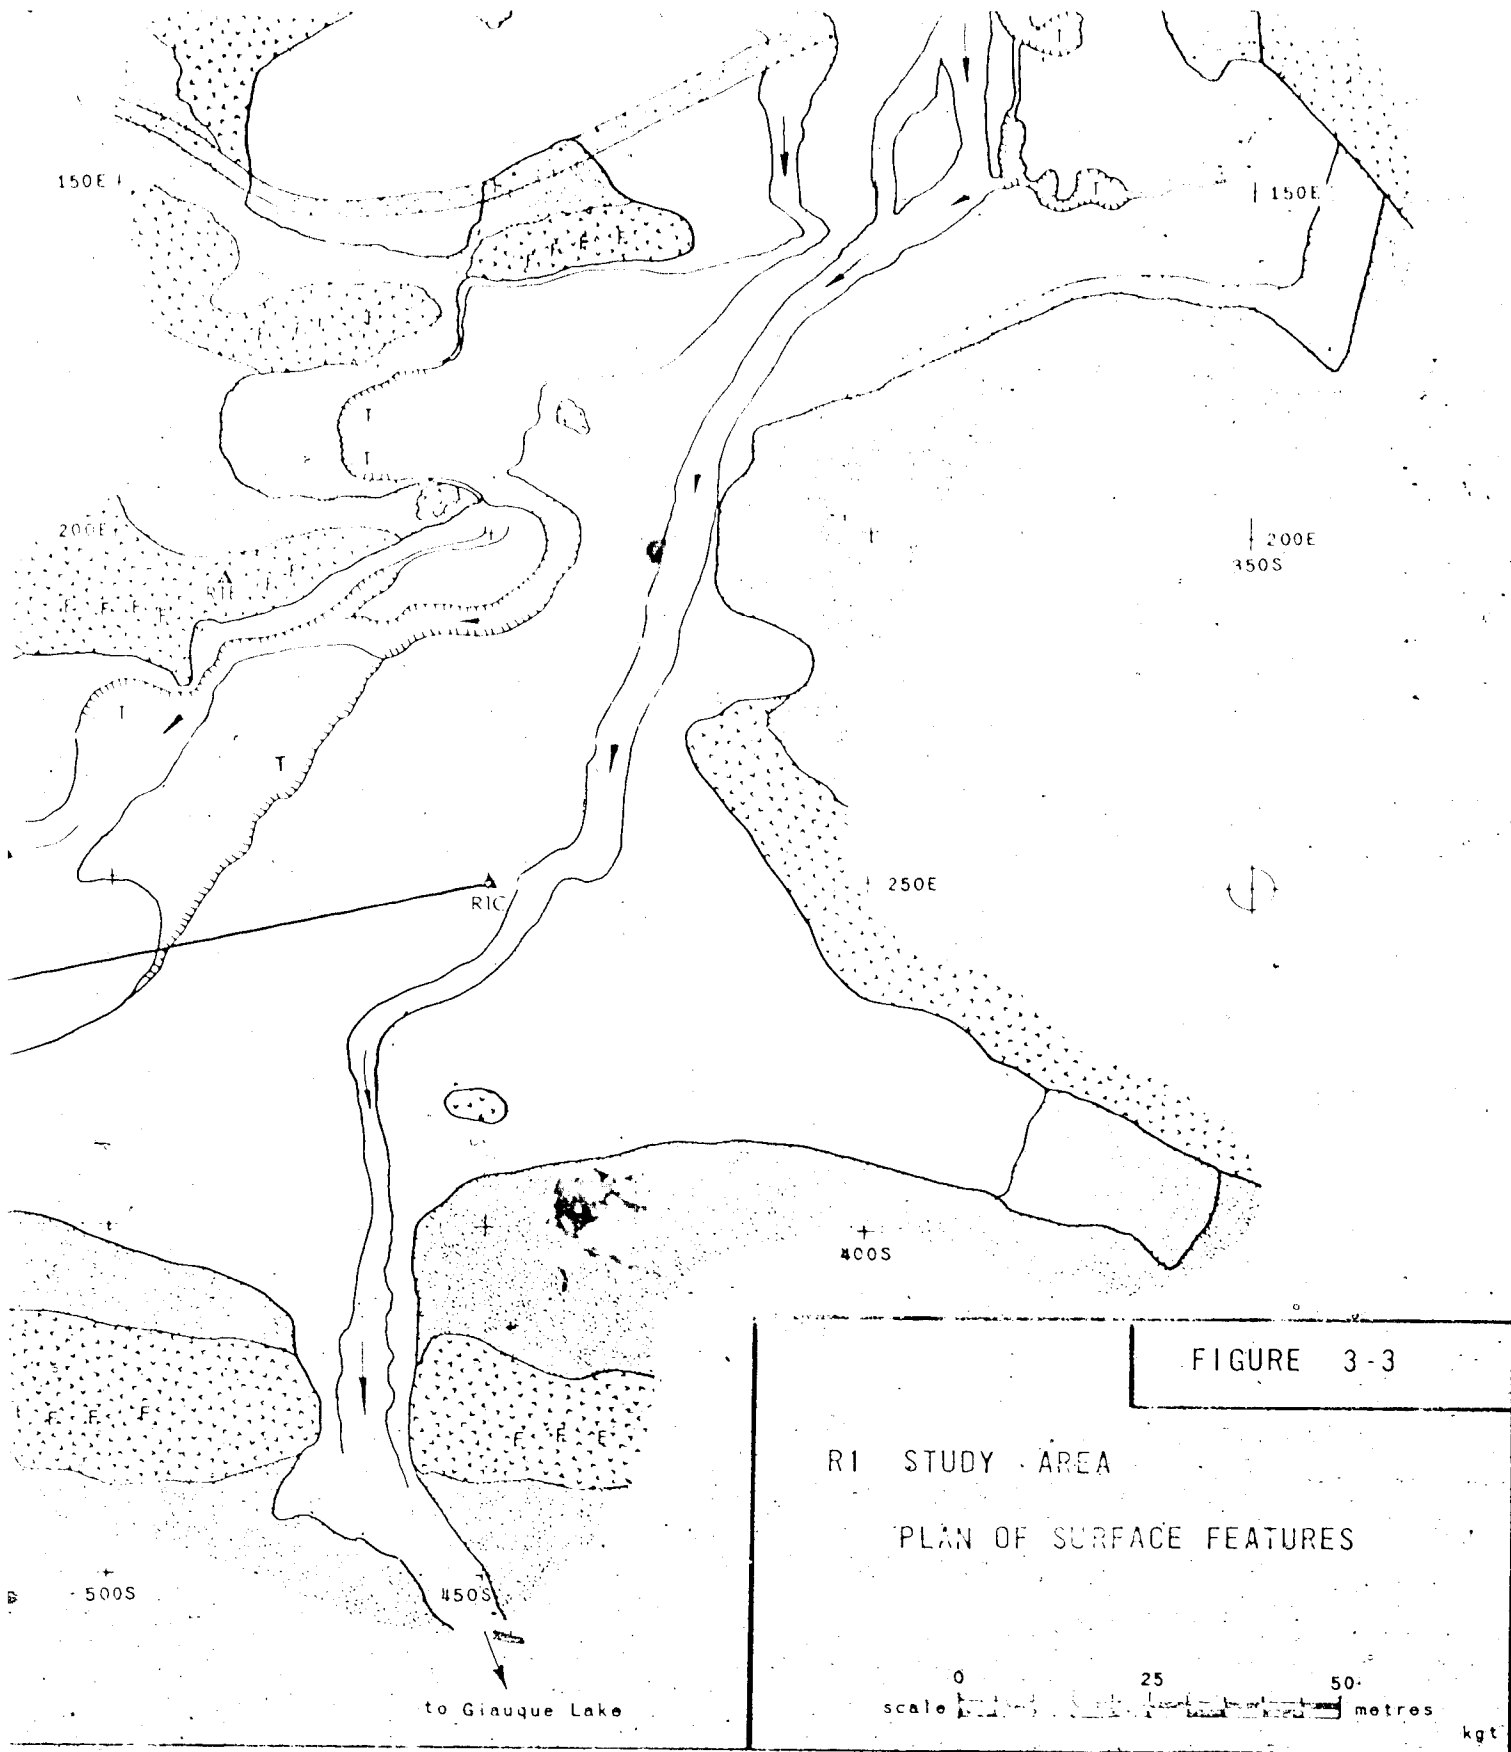 T
T
150E
150E
F F F F
F
T
T
200E
200E
350S
R1E
F F
F F F F
T
T
250E
R1C
400S
FIGURE 3-3
F F F
F F F
R1 STUDY AREA
PLAN OF SURFACE FEATURES
500S
450S
0 25 50
scale metres
to Giauque Lake
kgt